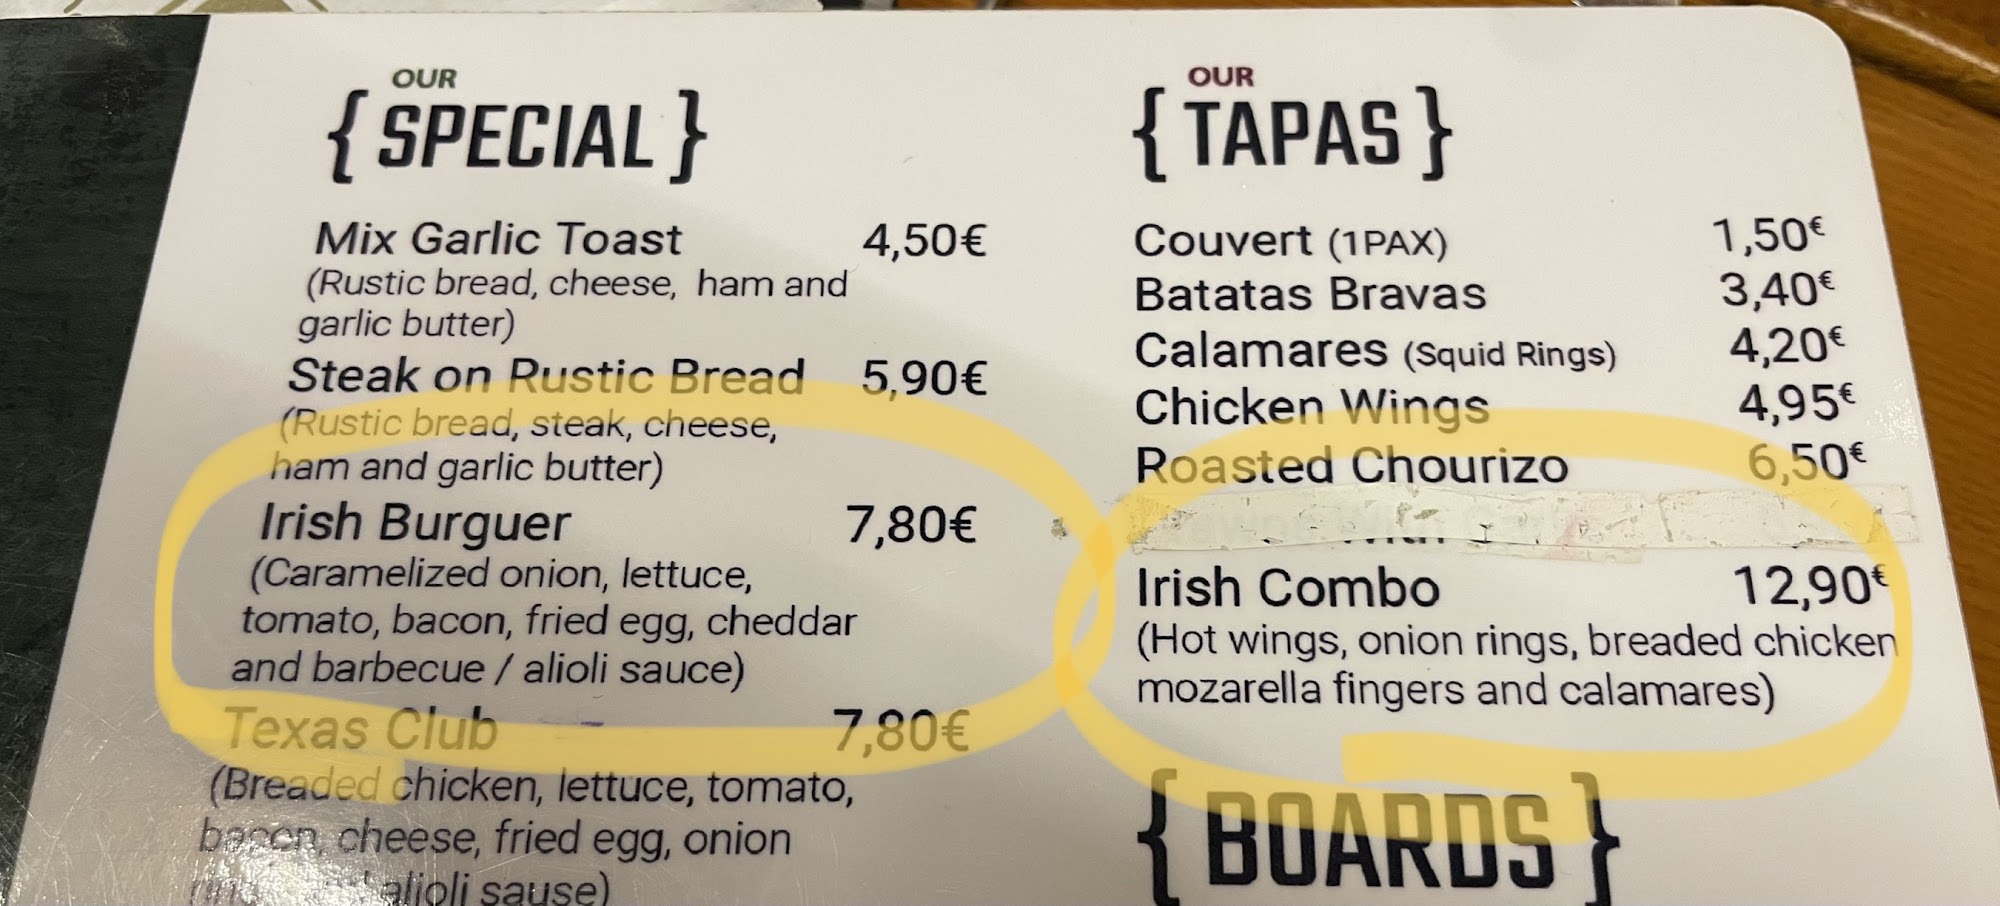 OUR
{ SPECIAL }
Mix Garlic Toast 4,50€
(Rustic bread, cheese, ham and
garlic butter)
Steak on Rustic Bread 5,90€
(Rustic bread, steak, cheese,
ham and garlic butter)
Irish Burguer 7,80€
(Caramelized onion, lettuce,
tomato, bacon, fried egg, cheddar
and barbecue / alioli sauce)
Texas Club 7,80€
(Breaded chicken, lettuce, tomato,
bacon, cheese, fried egg, onion
alioli sause)
OUR
{ TAPAS }
Couvert (1PAX) 1,50€
Batatas Bravas 3,40€
Calamares (Squid Rings) 4,20€
Chicken Wings 4,95€
Roasted Chourizo 6,50€
With
Irish Combo 12,90€
(Hot wings, onion rings, breaded chicken
mozarella fingers and calamares)
{ BOARDS }